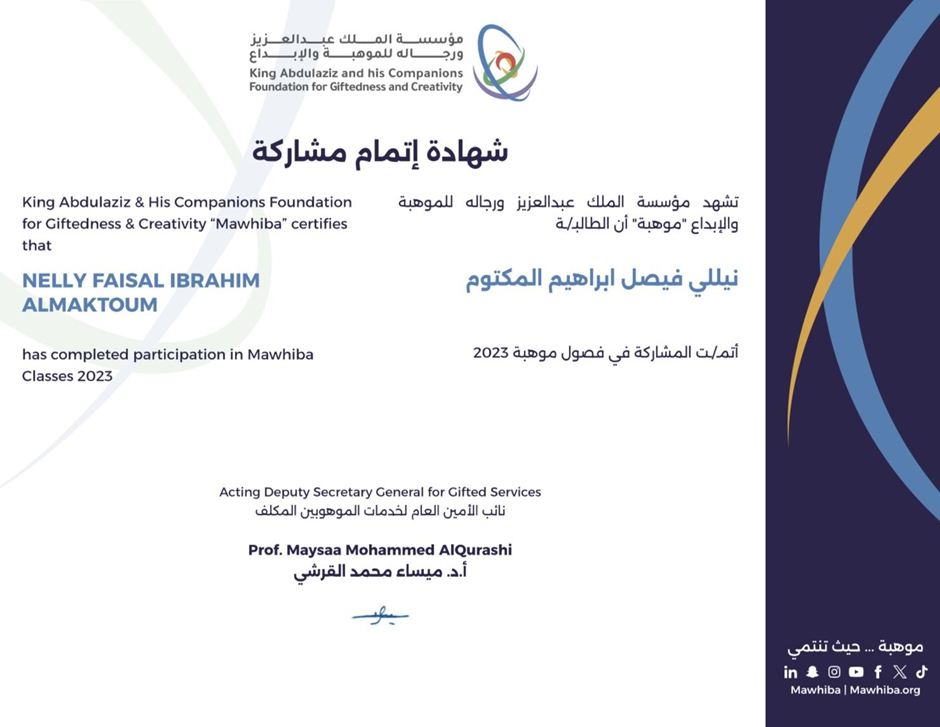 مؤسسة الملك عبدالعزيز
ورجاله للموهبة والإبداع
King Abdulaziz and his Companions
Foundation for Giftedness and Creativity
شهادة إتمام مشاركة
King Abdulaziz & His Companions Foundation
for Giftedness & Creativity “Mawhiba” certifies
that
NELLY FAISAL IBRAHIM
ALMAKTOUM
has completed participation in Mawhiba
Classes 2023
تشهد مؤسسة الملك عبدالعزيز ورجاله للموهبة
والإبداع "موهبة" أن الطالبـ/ـة
نيللي فيصل ابراهيم المكتوم
أتمـ/ـت المشاركة في فصول موهبة 2023
Acting Deputy Secretary General for Gifted Services
نائب الأمين العام لخدمات الموهوبين المكلف
Prof. Maysaa Mohammed AlQurashi
أ.د. ميساء محمد القرشي
موهبة ... حيث تنتمي
Mawhiba | Mawhiba.org